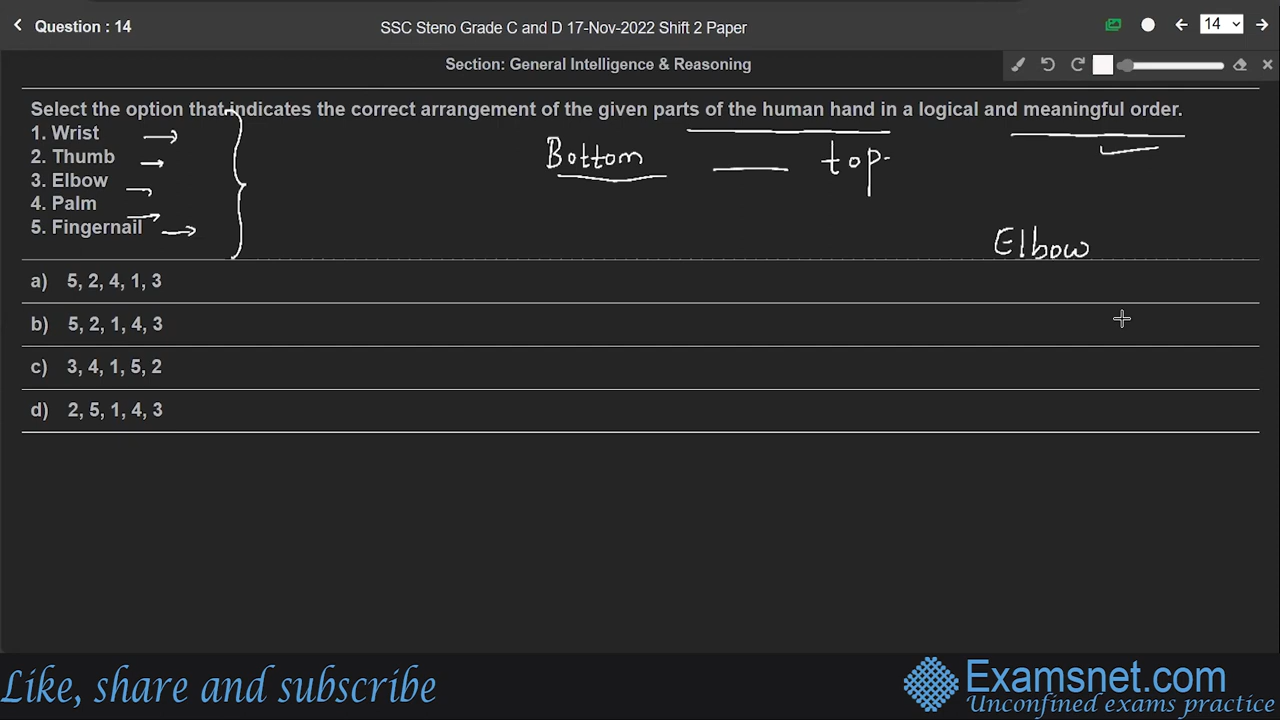 Question : 14
SSC Steno Grade C and D 17-Nov-2022 Shift 2 Paper
14
Section: General Intelligence & Reasoning
Select the option that indicates the correct arrangement of the given parts of the human hand in a logical and meaningful order.
1. Wrist
2. Thumb
3. Elbow
4. Palm
5. Fingernail
Bottom top.
Elbow
a) 5, 2, 4, 1, 3
b) 5, 2, 1, 4, 3
c) 3, 4, 1, 5, 2
d) 2, 5, 1, 4, 3
Like, share and subscribe
Examsnet.com
Unconfined exams practice